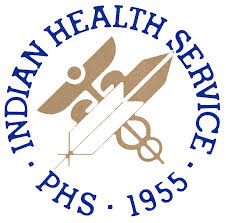 INDIAN HEALTH SERVICE
· PHS · 1955 ·